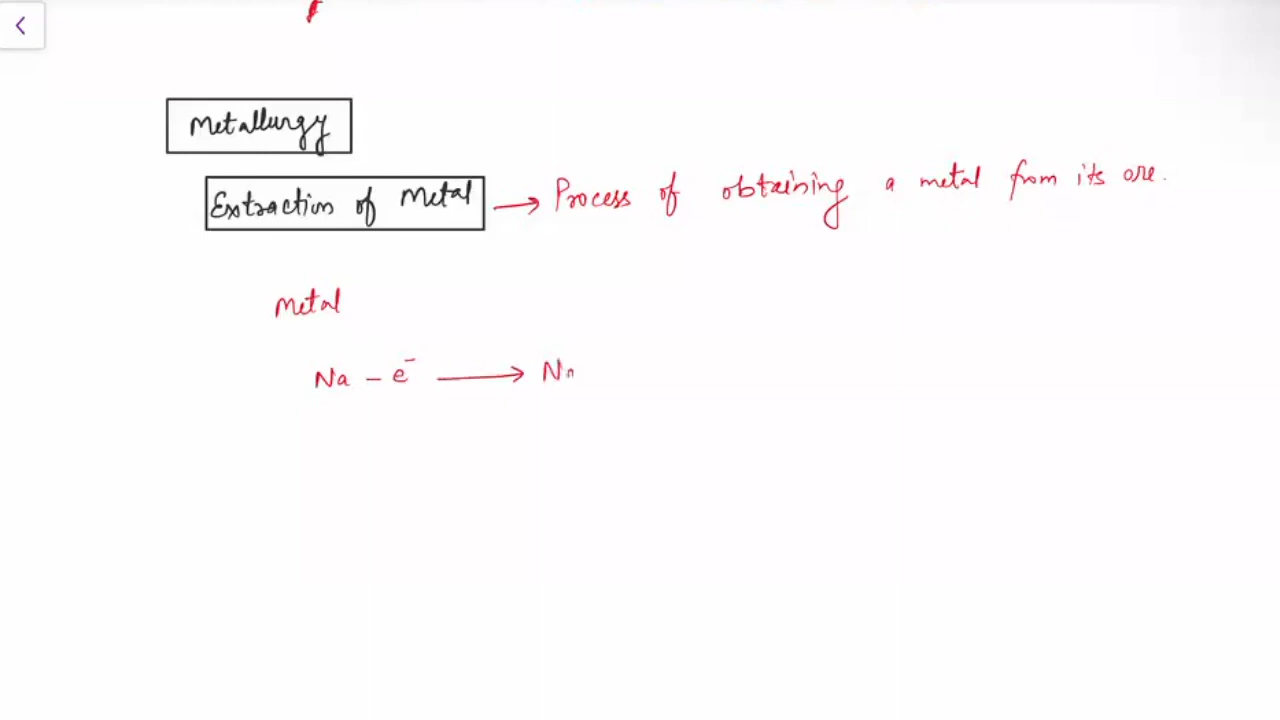 Metallurgy
Extraction of Metal → Process of obtaining a metal from its ore.
Metal
Na – e⁻ ⟶ Na